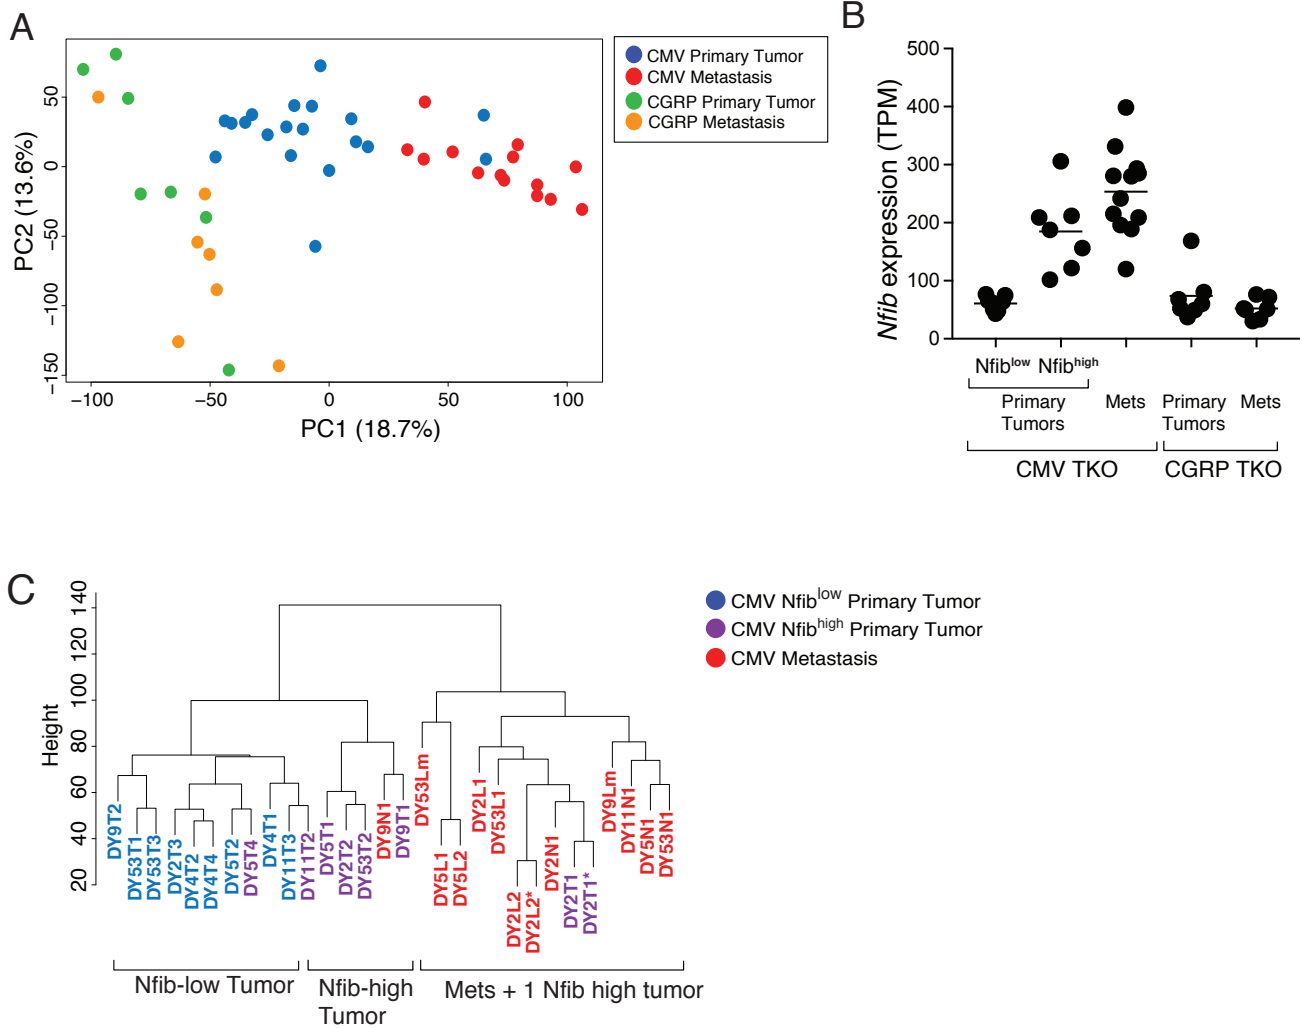 A
CMV Primary Tumor
CMV Metastasis
CGRP Primary Tumor
CGRP Metastasis
PC2 (13.6%)
50
0
−50
−100
−150
−100
−50
0
50
100
PC1 (18.7%)
B
Nfib expression (TPM)
500
400
300
200
100
0
Nfiblow
Nfibhigh
Primary
Tumors
Mets
Primary
Tumors
Mets
CMV TKO
CGRP TKO
C
Height
140
120
100
80
60
40
20
DY9T2
DY53T1
DY53T3
DY2T3
DY4T2
DY4T4
DY5T2
DY5T4
DY4T1
DY11T3
DY11T2
DY5T1
DY2T2
DY53T2
DY9N1
DY9T1
DY53Lm
DY5L1
DY5L2
DY2L1
DY53L1
DY2L2
DY2L2*
DY2N1
DY2T1
DY2T1*
DY9Lm
DY11N1
DY5N1
DY53N1
CMV Nfiblow Primary Tumor
CMV Nfibhigh Primary Tumor
CMV Metastasis
Nfib-low Tumor
Nfib-high
Tumor
Mets + 1 Nfib high tumor